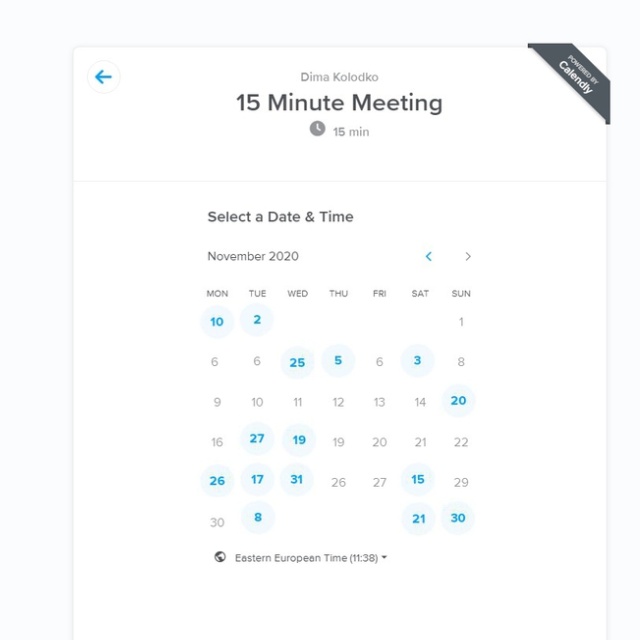 POWERED BY
Calendly
Dima Kolodko
15 Minute Meeting
15 min
Select a Date & Time
November 2020
MON TUE WED THU FRI SAT SUN
10 2 1
6 6 25 5 6 3 8
9 10 11 12 13 14 20
16 27 19 19 20 21 22
26 17 31 26 27 15 29
30 8 21 30
Eastern European Time (11:38)